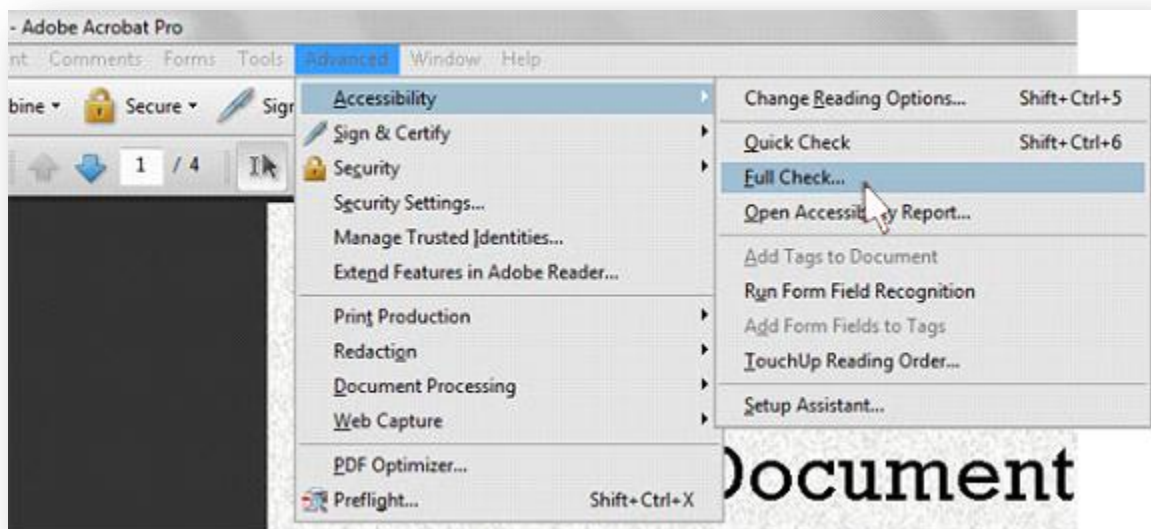 - Adobe Acrobat Pro
nt Comments Forms Tools Advanced Window Help
bine Secure Sign
1 / 4
Accessibility
Sign & Certify
Security
Security Settings...
Manage Trusted Identities...
Extend Features in Adobe Reader...
Print Production
Redaction
Document Processing
Web Capture
PDF Optimizer...
Preflight... Shift+Ctrl+X
Change Reading Options... Shift+Ctrl+5
Quick Check Shift+Ctrl+6
Full Check...
Open Accessibility Report...
Add Tags to Document
Run Form Field Recognition
Add Form Fields to Tags
TouchUp Reading Order...
Setup Assistant...
Document